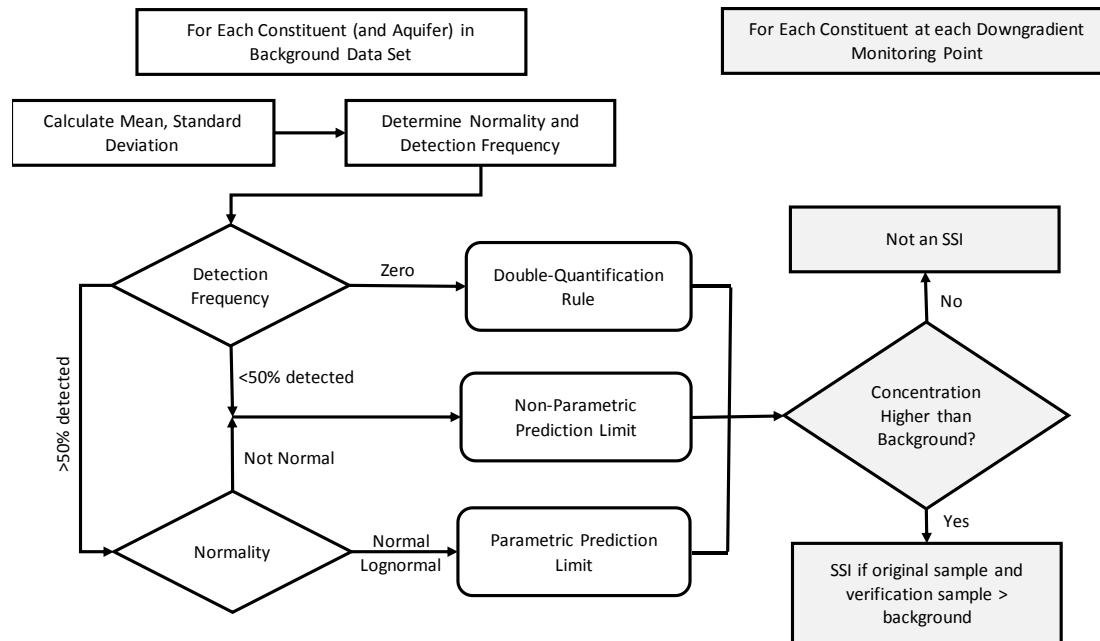 For Each Constituent (and Aquifer) in
Background Data Set
For Each Constituent at each Downgradient
Monitoring Point
Calculate Mean, Standard
Deviation
Determine Normality and
Detection Frequency
Detection
Frequency
Zero
Double-Quantification
Rule
Not an SSI
No
>50% detected
<50% detected
Non-Parametric
Prediction Limit
Concentration
Higher than
Background?
Not Normal
Normality
Normal
Lognormal
Parametric Prediction
Limit
Yes
SSI if original sample and
verification sample >
background